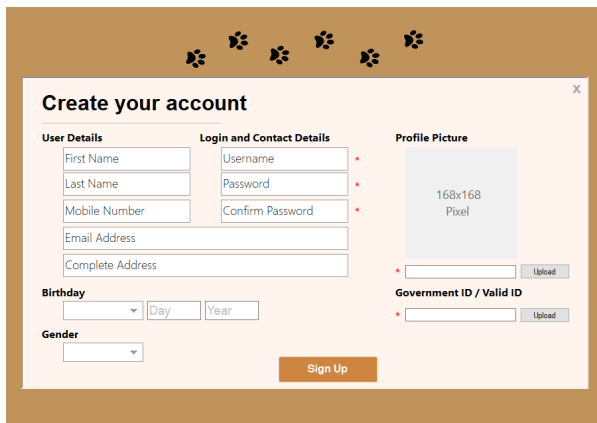 x
Create your account
User Details
Login and Contact Details
Profile Picture
First Name
Username
*
Last Name
Password
*
168x168
Pixel
Mobile Number
Confirm Password
*
Email Address
Complete Address
* Upload
Birthday
Government ID / Valid ID
Day
Year
* Upload
Gender
Sign Up